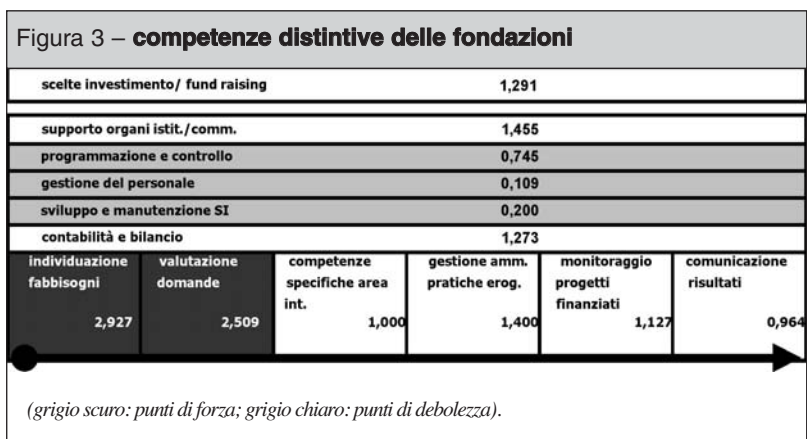 Figura 3 – competenze distintive delle fondazioni
scelte investimento/ fund raising 1,291
supporto organi istit./comm. 1,455
programmazione e controllo 0,745
gestione del personale 0,109
sviluppo e manutenzione SI 0,200
contabilità e bilancio 1,273
individuazione fabbisogni 2,927
valutazione domande 2,509
competenze specifiche area int. 1,000
gestione amm. pratiche erog. 1,400
monitoraggio progetti finanziati 1,127
comunicazione risultati 0,964
(grigio scuro: punti di forza; grigio chiaro: punti di debolezza).